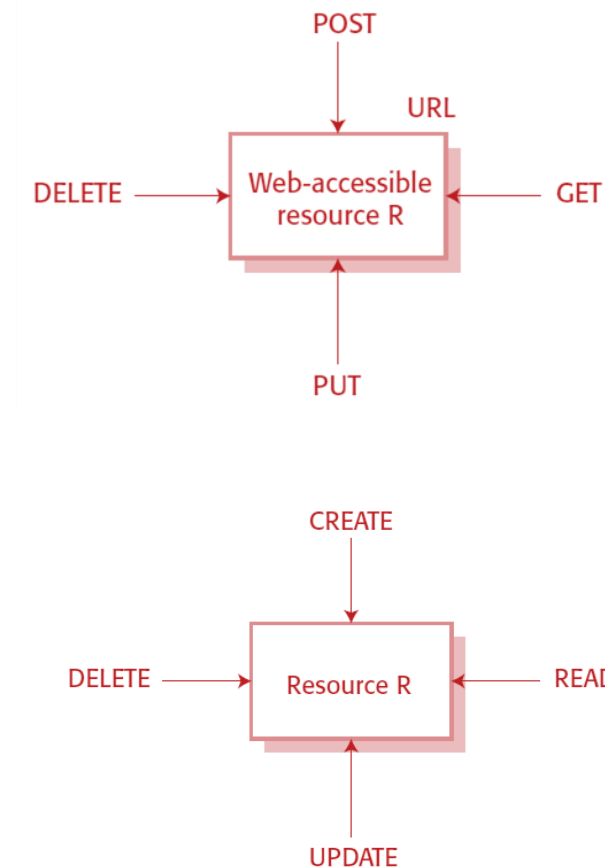 POST
URL
DELETE
Web-accessible
resource R
GET
PUT
CREATE
DELETE
Resource R
READ
UPDATE